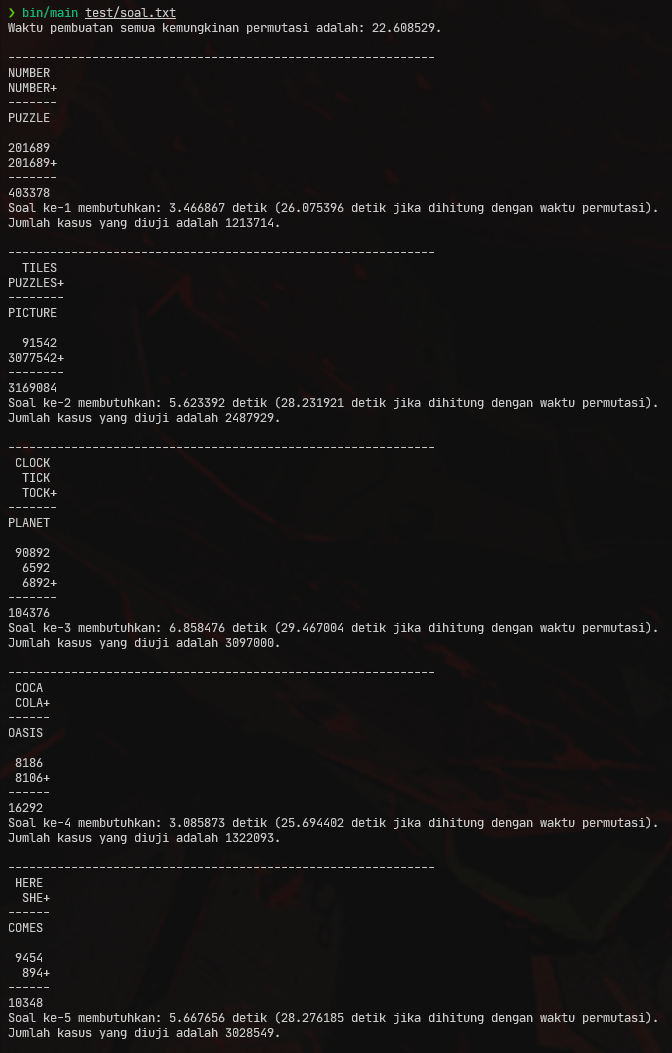 ❯ bin/main test/soal.txt
Waktu pembuatan semua kemungkinan permutasi adalah: 22.608529.

-------------------------------------------------------------
NUMBER
NUMBER+
-------
PUZZLE

201689
201689+
-------
403378
Soal ke-1 membutuhkan: 3.466867 detik (26.075396 detik jika dihitung dengan waktu permutasi).
Jumlah kasus yang diuji adalah 1213714.

-------------------------------------------------------------
  TILES
PUZZLES+
--------
PICTURE

  91542
3077542+
--------
3169084
Soal ke-2 membutuhkan: 5.623392 detik (28.231921 detik jika dihitung dengan waktu permutasi).
Jumlah kasus yang diuji adalah 2487929.

-------------------------------------------------------------
 CLOCK
  TICK
  TOCK+
-------
PLANET

 90892
  6592
  6892+
-------
104376
Soal ke-3 membutuhkan: 6.858476 detik (29.467004 detik jika dihitung dengan waktu permutasi).
Jumlah kasus yang diuji adalah 3097000.

-------------------------------------------------------------
 COCA
 COLA+
------
OASIS

 8186
 8106+
------
16292
Soal ke-4 membutuhkan: 3.085873 detik (25.694402 detik jika dihitung dengan waktu permutasi).
Jumlah kasus yang diuji adalah 1322093.

-------------------------------------------------------------
 HERE
  SHE+
------
COMES

 9454
  894+
------
10348
Soal ke-5 membutuhkan: 5.667656 detik (28.276185 detik jika dihitung dengan waktu permutasi).
Jumlah kasus yang diuji adalah 3028549.